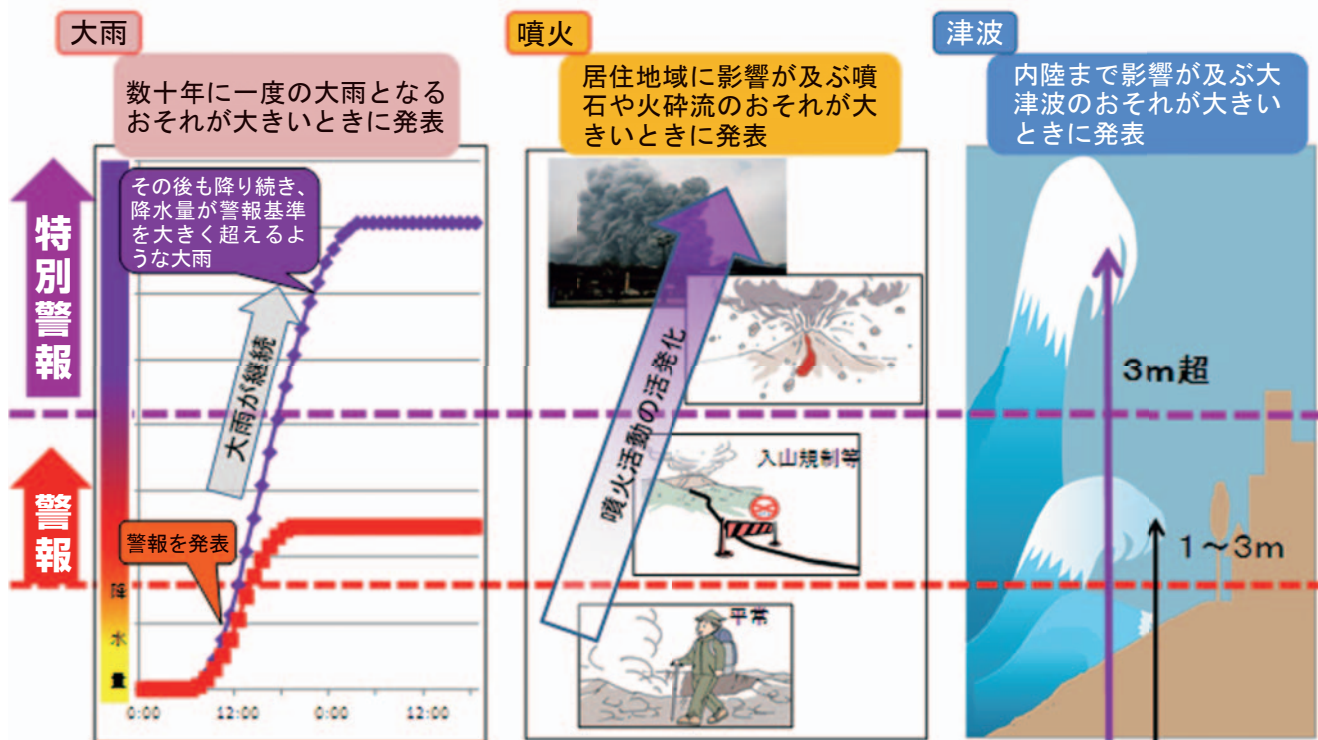 大雨
数十年に一度の大雨となる
おそれが大きいときに発表
噴火
居住地域に影響が及ぶ噴
石や火砕流のおそれが大
きいときに発表
津波
内陸まで影響が及ぶ大
津波のおそれが大きい
ときに発表
特別警報
警報
その後も降り続き、
降水量が警報基準
を大きく超えるよ
うな大雨
大雨が継続
警報を発表
降水量
0:00
12:00
0:00
12:00
噴火活動の活発化
入山規制等
平常
3m超
1~3m